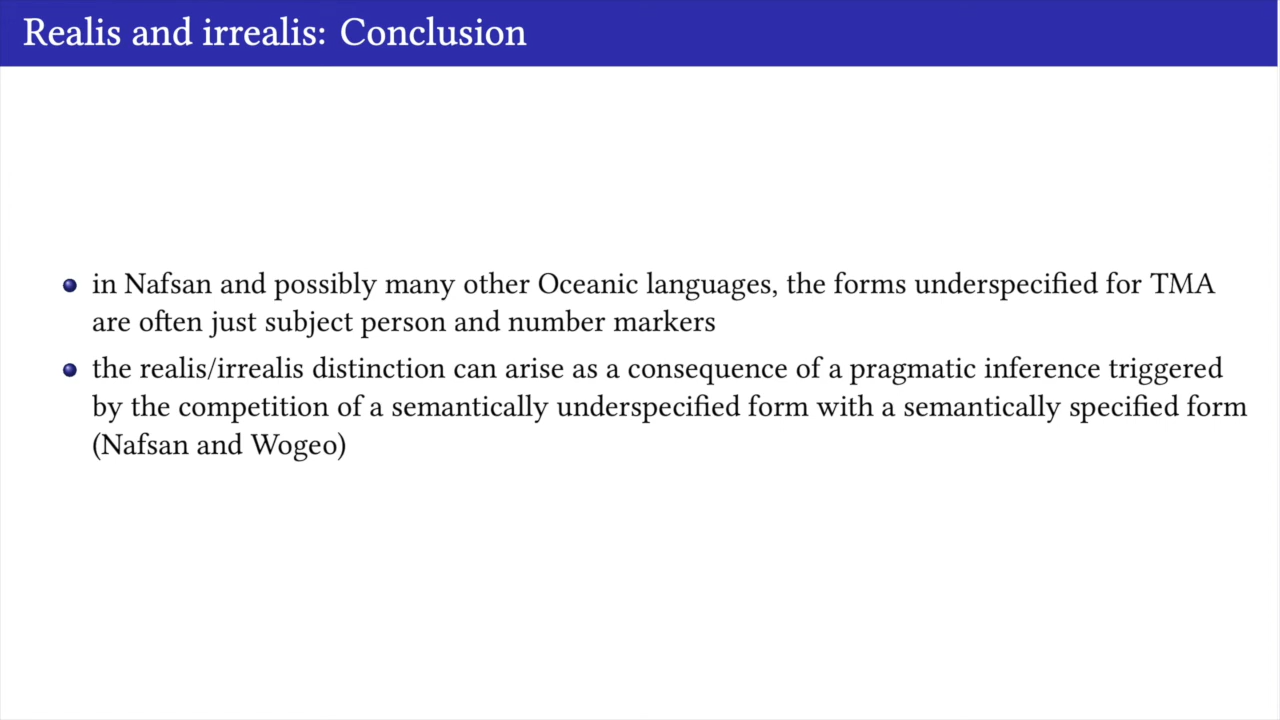 Realis and irrealis: Conclusion
in Nafsan and possibly many other Oceanic languages, the forms underspecified for TMA
are often just subject person and number markers
the realis/irrealis distinction can arise as a consequence of a pragmatic inference triggered
by the competition of a semantically underspecified form with a semantically specified form
(Nafsan and Wogeo)